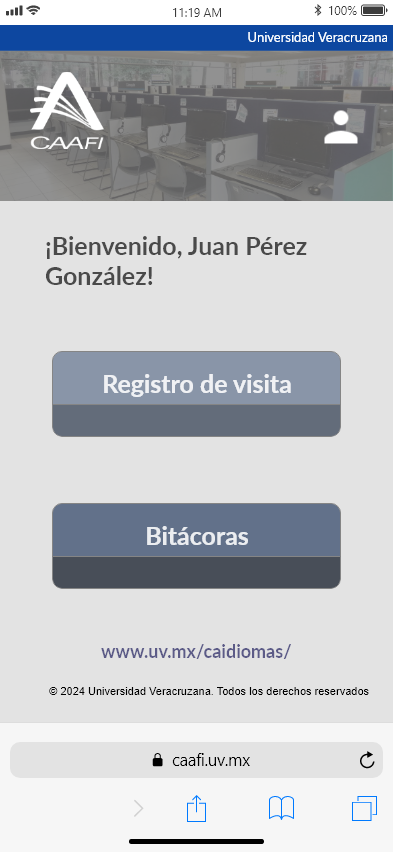 11:19 AM
100%
Universidad Veracruzana
CAAFI
¡Bienvenido, Juan Pérez
González!
Registro de visita
Bitácoras
www.uv.mx/caidiomas/
© 2024 Universidad Veracruzana. Todos los derechos reservados
caafi.uv.mx